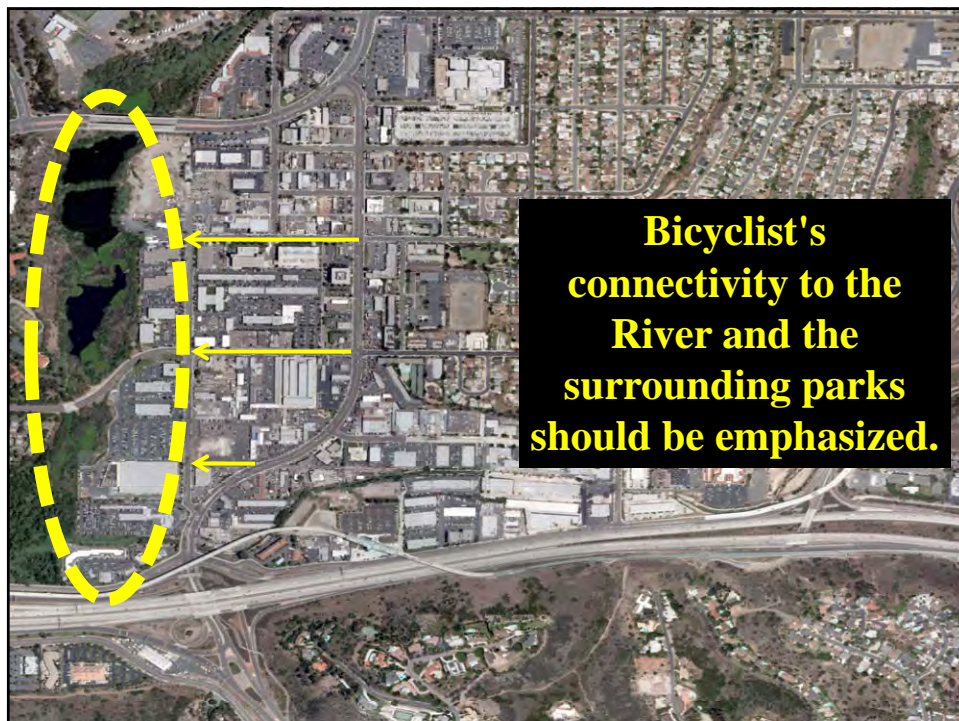 Bicyclist's
connectivity to the
River and the
surrounding parks
should be emphasized.